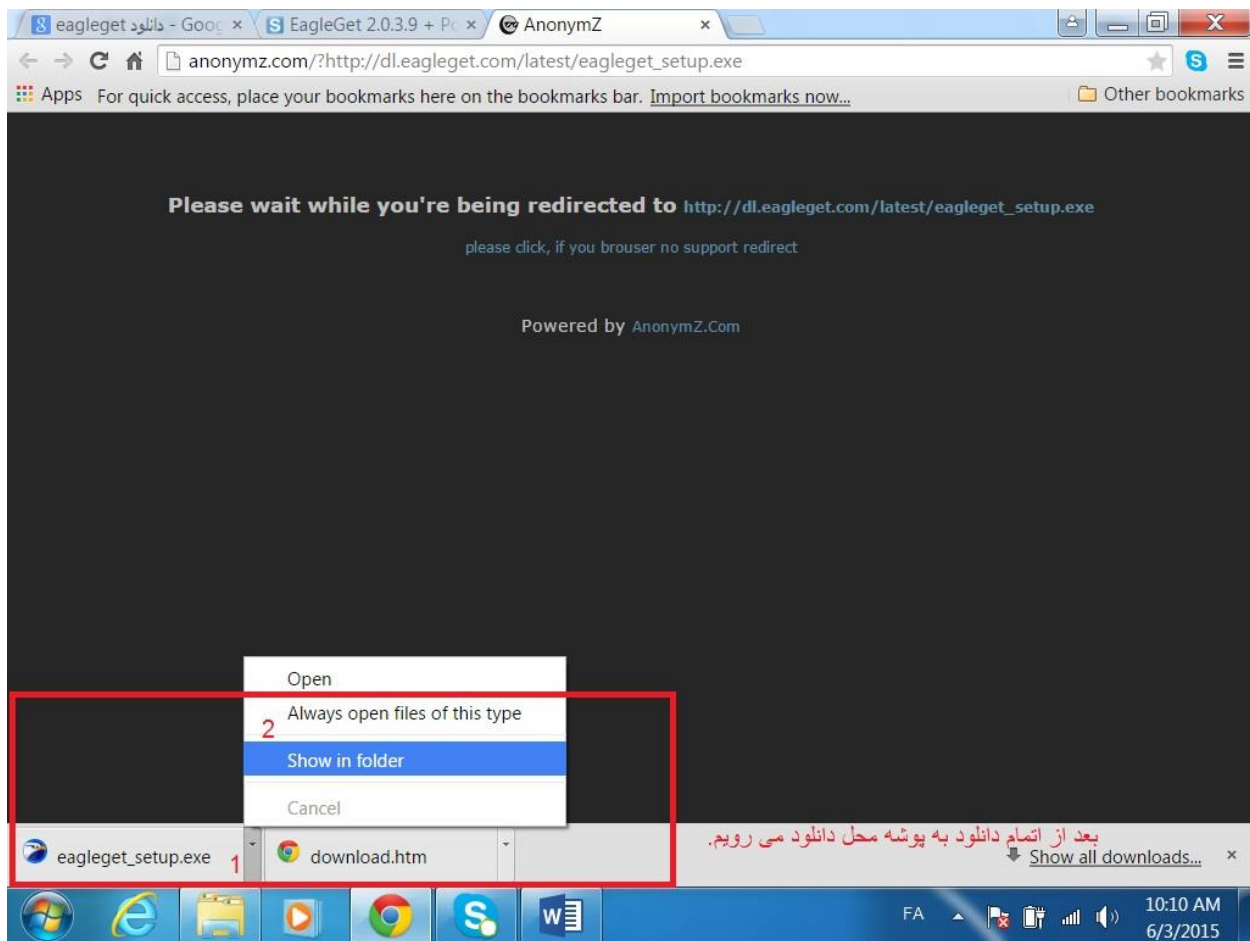 دانلود eagleget - Goog
EagleGet 2.0.3.9 + Po
AnonymZ
anonymz.com/?http://dl.eagleget.com/latest/eagleget_setup.exe
Apps For quick access, place your bookmarks here on the bookmarks bar. Import bookmarks now... Other bookmarks
Please wait while you're being redirected to http://dl.eagleget.com/latest/eagleget_setup.exe
please click, if you brouser no support redirect
Powered by AnonymZ.Com
Open
Always open files of this type
2
Show in folder
Cancel
بعد از اتمام دانلود به پوشه محل دانلود می رویم.
eagleget_setup.exe 1 download.htm Show all downloads...
FA 10:10 AM
6/3/2015